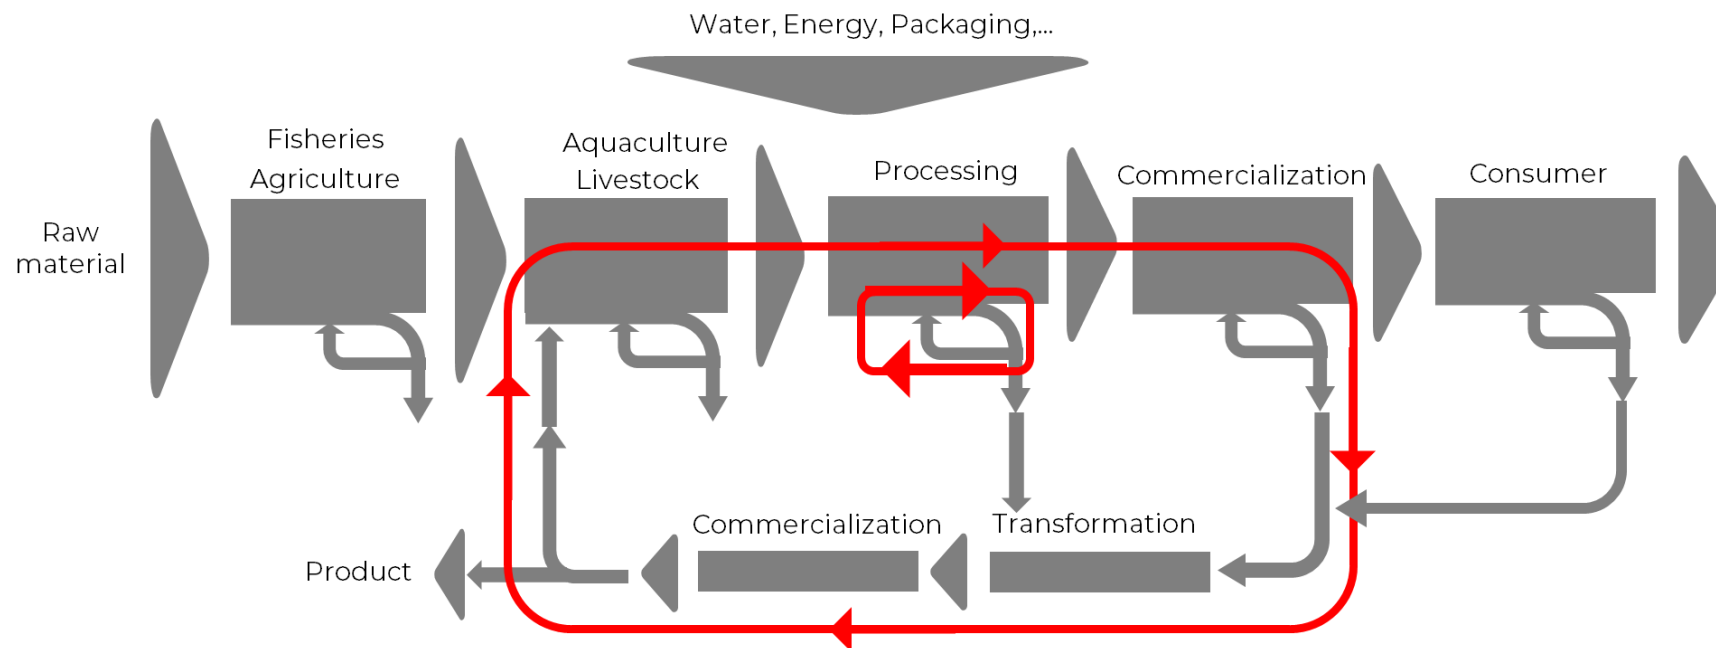 Water, Energy, Packaging,...
Fisheries
Agriculture
Aquaculture
Livestock
Processing
Commercialization
Consumer
Raw
material
Commercialization
Transformation
Product